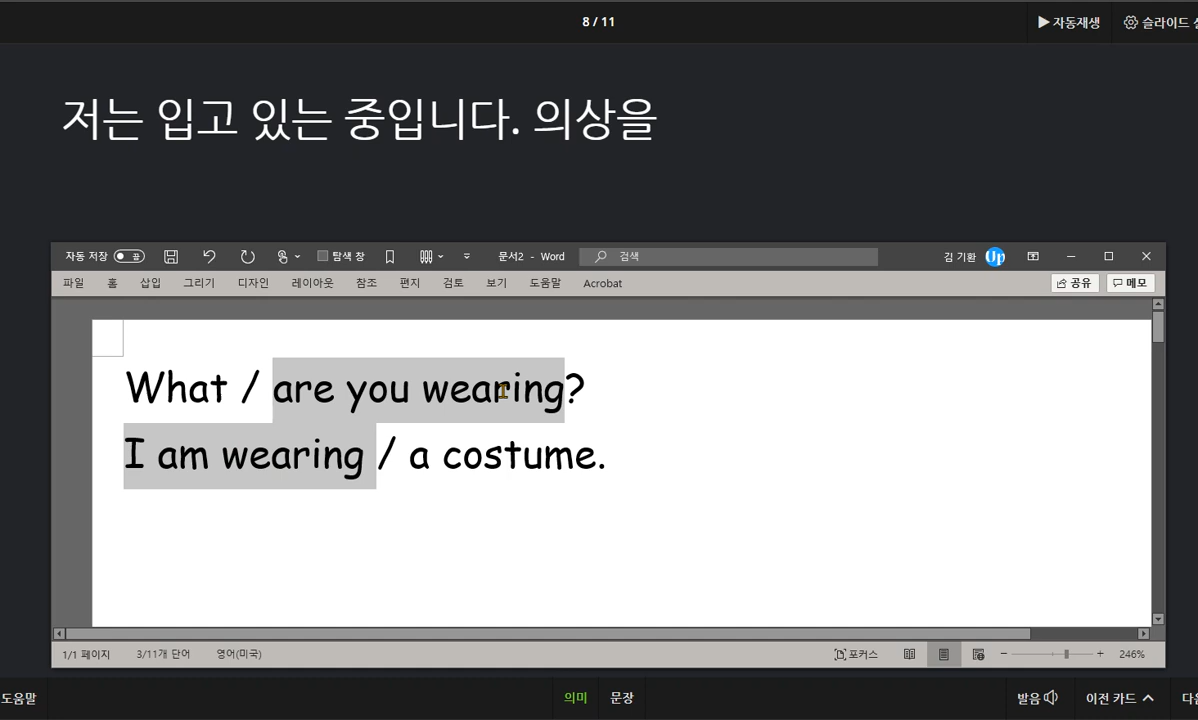 8 / 11
▶ 자동재생
슬라이드
저는 입고 있는 중입니다. 의상을
자동 저장
탐색 창
문서2 - Word
검색
김 기환
Up
파일 홈 삽입 그리기 디자인 레이아웃 참조 편지 검토 보기 도움말 Acrobat
공유
메모
What / are you wearing?
I am wearing / a costume.
1/1 페이지
3/11개 단어
영어(미국)
포커스
246%
도움말
의미
문장
발음
이전 카드